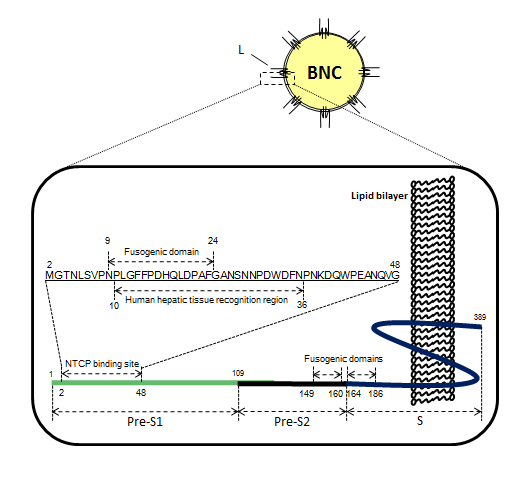 L
BNC
Lipid bilayer
9 24
Fusogenic domain
2 48
MGTNLSVPNPLGFFPDHQLDPAFGANSNNPDWDFNPNKDQWPEANQVG
10 36
Human hepatic tissue recognition region
389
NTCP binding site
Fusogenic domains
1 109
2 48 149 160 164 186
Pre-S1 Pre-S2 S